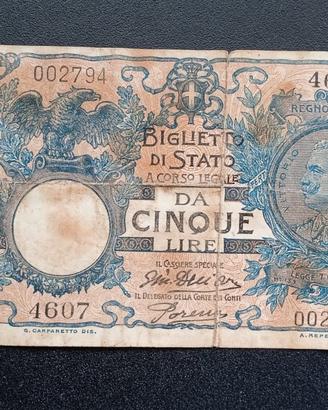 002794
46
REGNO
BIGLIETTO
DI STATO
A CORSO LEGALE
VITTORIO
DA
CINQUE
LIRE
IL CASSIERE SPECIALE
IL DELEGATO DELLA CORTE DEI CONTI
4607
002
G. CARPARETTO DIS.
A. REPE